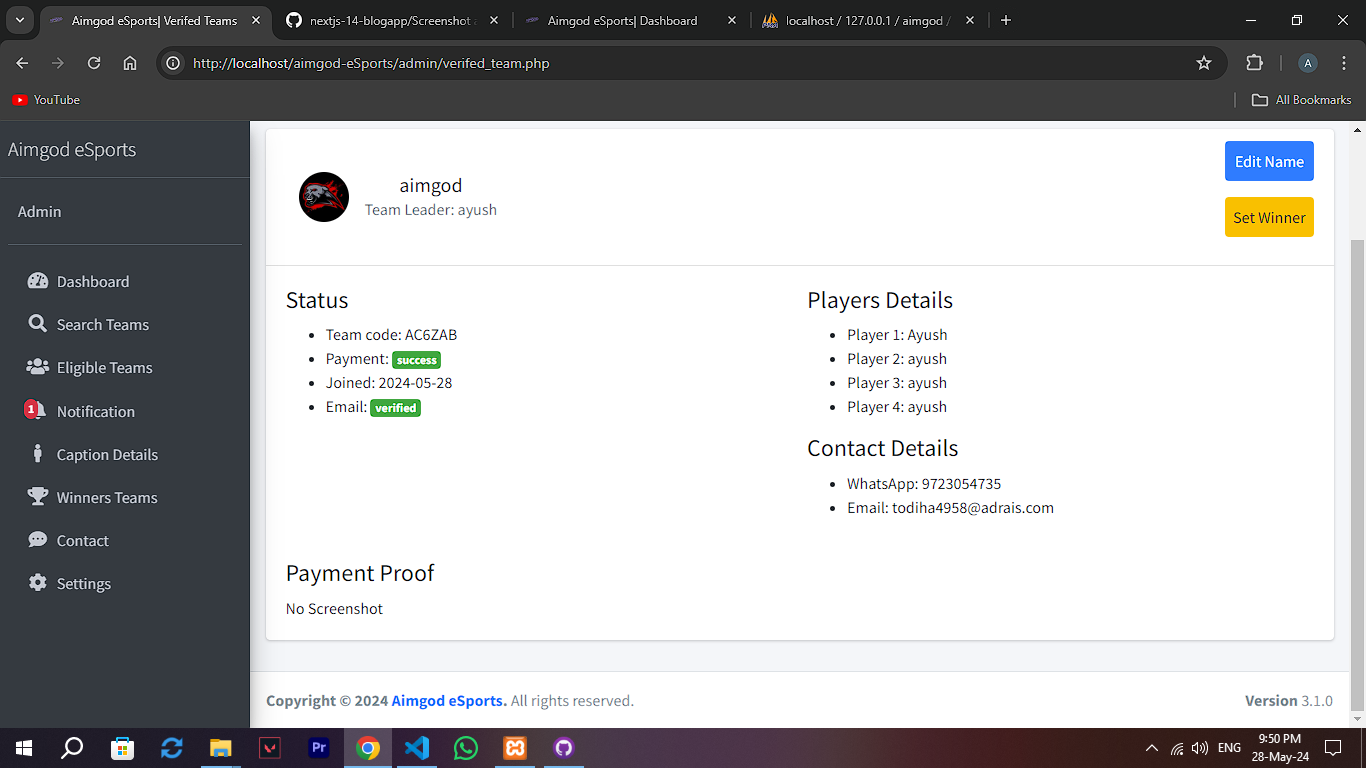 Aimgod eSports| Verifed Teams
nextjs-14-blogapp/Screenshot a
Aimgod eSports| Dashboard
localhost / 127.0.0.1 / aimgod /
http://localhost/aimgod-eSports/admin/verifed_team.php
A
YouTube
All Bookmarks
Aimgod eSports
Admin
Dashboard
Search Teams
Eligible Teams
1
Notification
Caption Details
Winners Teams
Contact
Settings
aimgod
Team Leader: ayush
Edit Name
Set Winner
Status
Team code: AC6ZAB
Payment: success
Joined: 2024-05-28
Email: verified
Players Details
Player 1: Ayush
Player 2: ayush
Player 3: ayush
Player 4: ayush
Contact Details
WhatsApp: 9723054735
Email: todiha4958@adrais.com
Payment Proof
No Screenshot
Copyright © 2024 Aimgod eSports. All rights reserved.
Version 3.1.0
Pr
ENG
9:50 PM
28-May-24